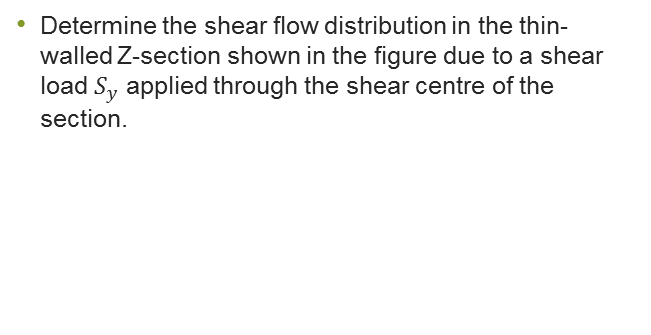 • Determine the shear flow distribution in the thin-
walled Z-section shown in the figure due to a shear
load S_y applied through the shear centre of the
section.